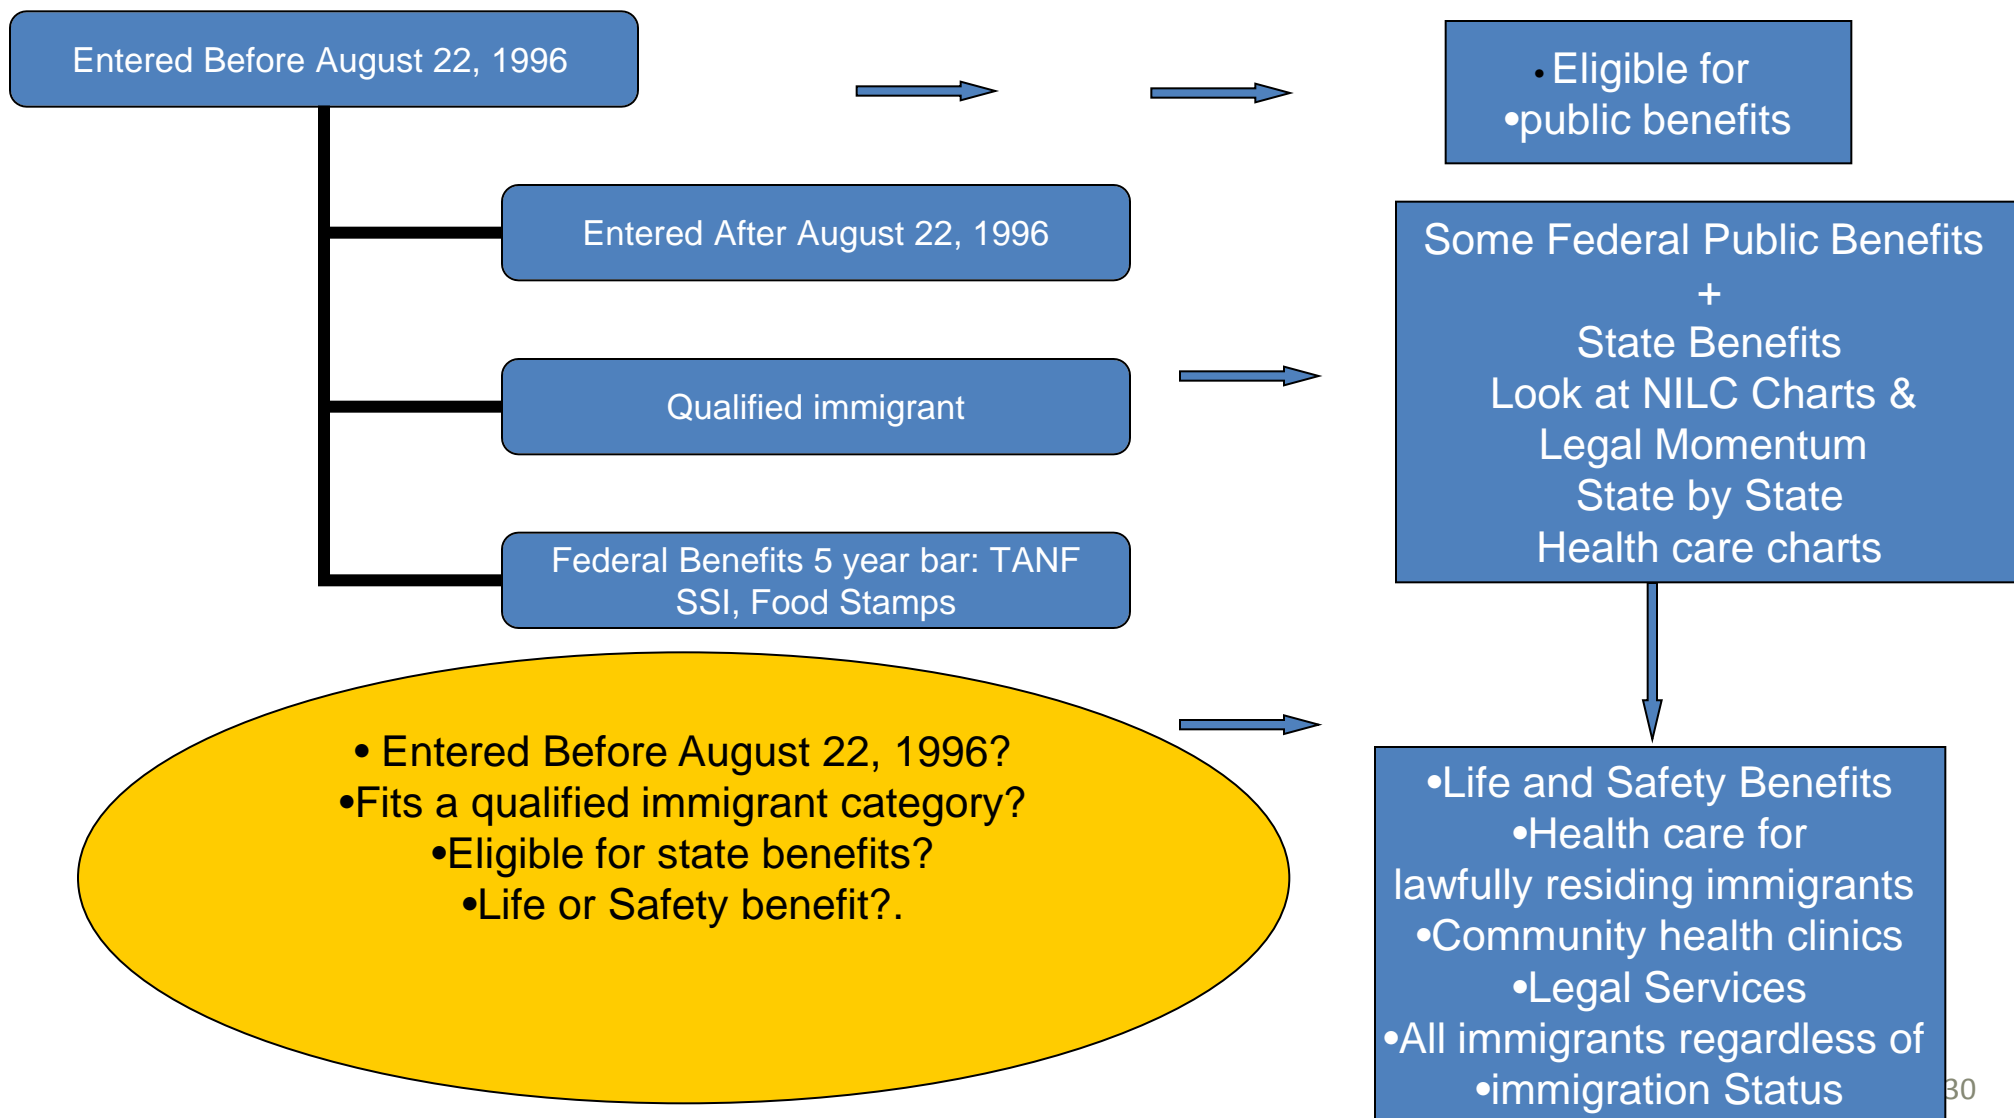 Entered Before August 22, 1996
• Eligible for
•public benefits
Entered After August 22, 1996
Qualified immigrant
Federal Benefits 5 year bar: TANF
SSI, Food Stamps
Some Federal Public Benefits
+
State Benefits
Look at NILC Charts &
Legal Momentum
State by State
Health care charts
• Entered Before August 22, 1996?
•Fits a qualified immigrant category?
•Eligible for state benefits?
•Life or Safety benefit?.
•Life and Safety Benefits
•Health care for
lawfully residing immigrants
•Community health clinics
•Legal Services
•All immigrants regardless of
•immigration Status
30